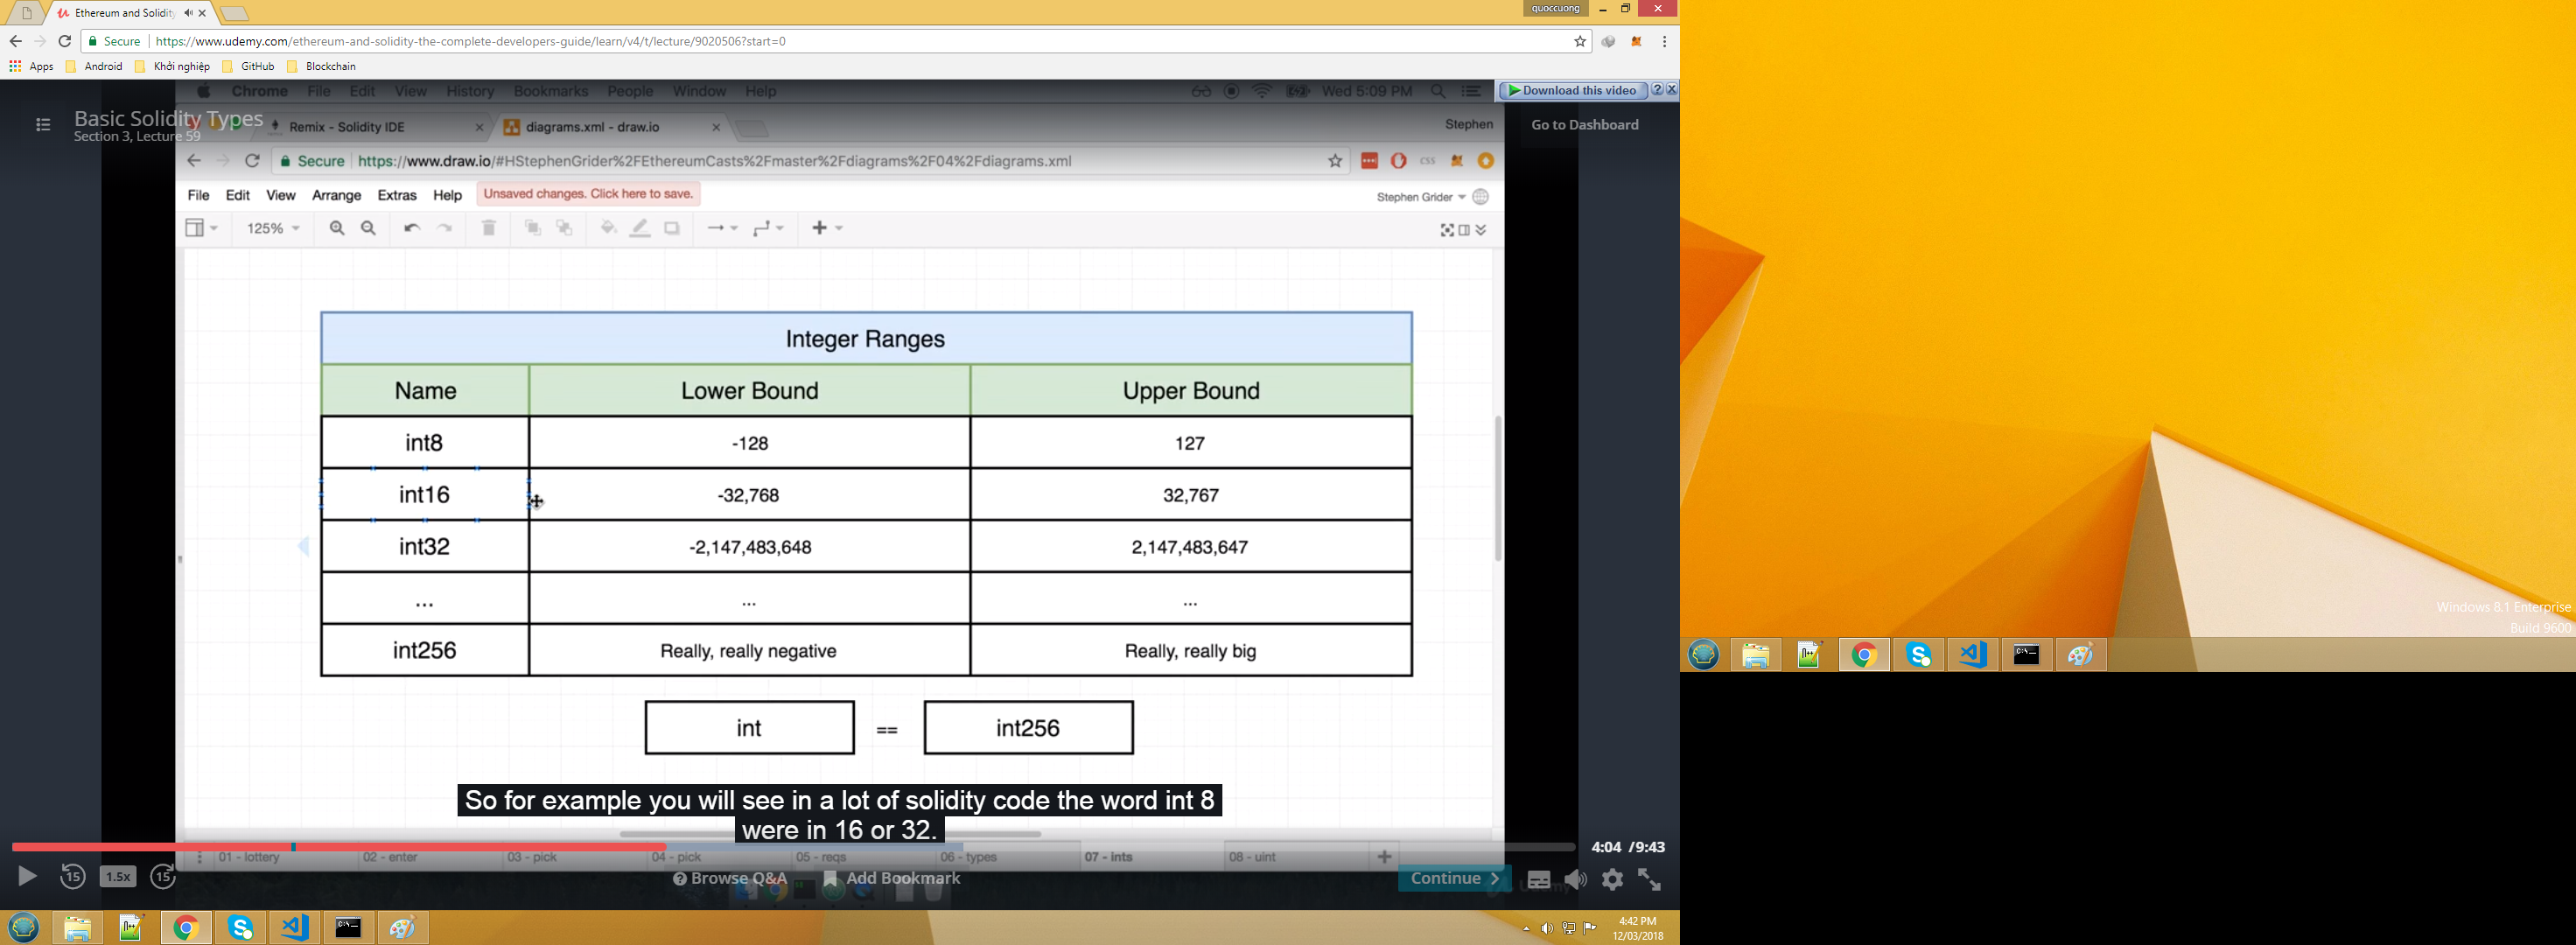 Ethereum and Solidity
quoccuong
Secure https://www.udemy.com/ethereum-and-solidity-the-complete-developers-guide/learn/v4/t/lecture/9020506?start=0
Apps Android Khởi nghiệp GitHub Blockchain
Chrome File Edit View History Bookmarks People Window Help Wed 5:09 PM
Download this video
Basic Solidity Types
Section 3, Lecture 59
Remix - Solidity IDE diagrams.xml - draw.io Stephen
Go to Dashboard
Secure https://www.draw.io/#HStephenGrider%2FEthereumCasts%2Fmaster%2Fdiagrams%2F04%2Fdiagrams.xml
CSS
File Edit View Arrange Extras Help Unsaved changes. Click here to save. Stephen Grider
125%
Integer Ranges
Name Lower Bound Upper Bound
int8 -128 127
int16 -32,768 32,767
int32 -2,147,483,648 2,147,483,647
... ... ...
int256 Really, really negative Really, really big
int == int256
So for example you will see in a lot of solidity code the word int 8
were in 16 or 32.
4:04 / 9:43
01 - lottery 02 - enter 03 - pick 04 - pick 05 - reqs 06 - types 07 - ints 08 - uint
15 1.5x 15 Browse Q&A Add Bookmark Continue
4:42 PM
12/03/2018
Windows 8.1 Enterprise
Build 9600